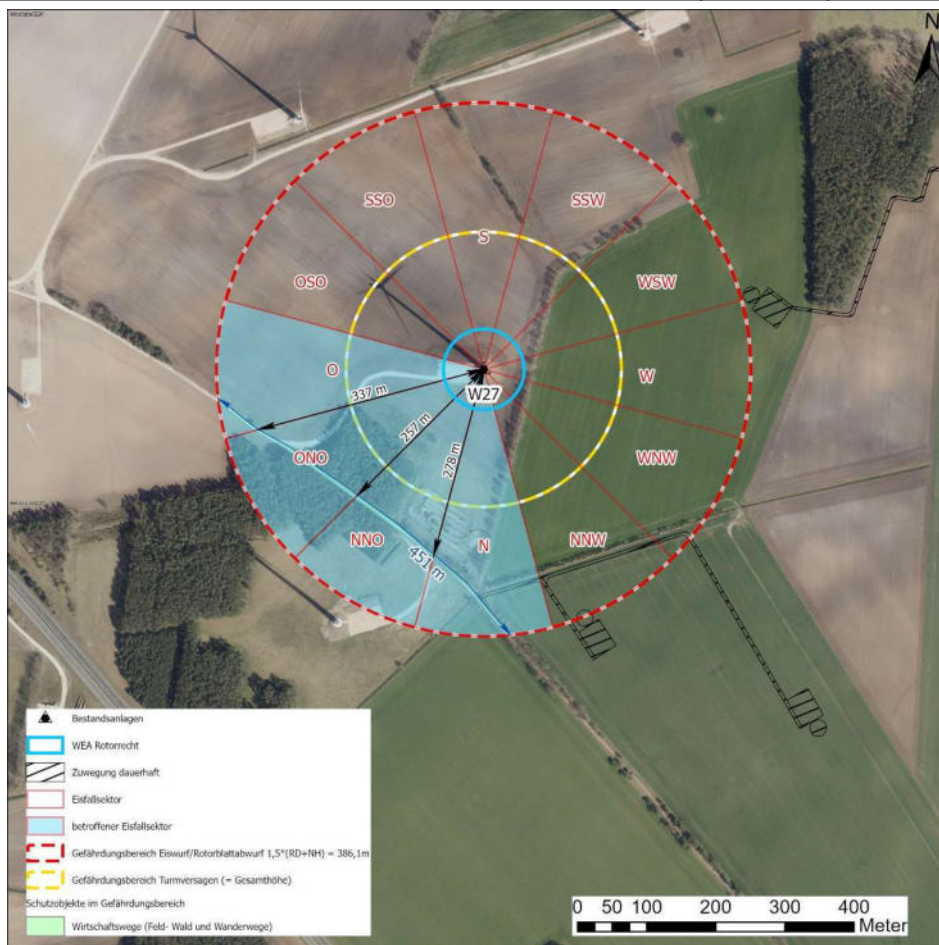 N
SSO
SSW
S
OSO
WSW
O
W
W27
337 m
257 m
278 m
ONO
WNW
NNO
N
NNW
451 m
Bestandsanlagen
WEA Rotorrecht
Zuwegung dauerhaft
Eisfallsektor
betroffener Eisfallsektor
Gefährdungsbereich Eiswurf/Rotorblattabwurf 1,5*(RD+NH) = 386,1m
Gefährdungsbereich Turmversagen (= Gesamthöhe)
Schutzobjekte im Gefährdungsbereich
Wirtschaftswege (Feld- Wald und Wanderwege)
0 50 100 200 300 400
Meter